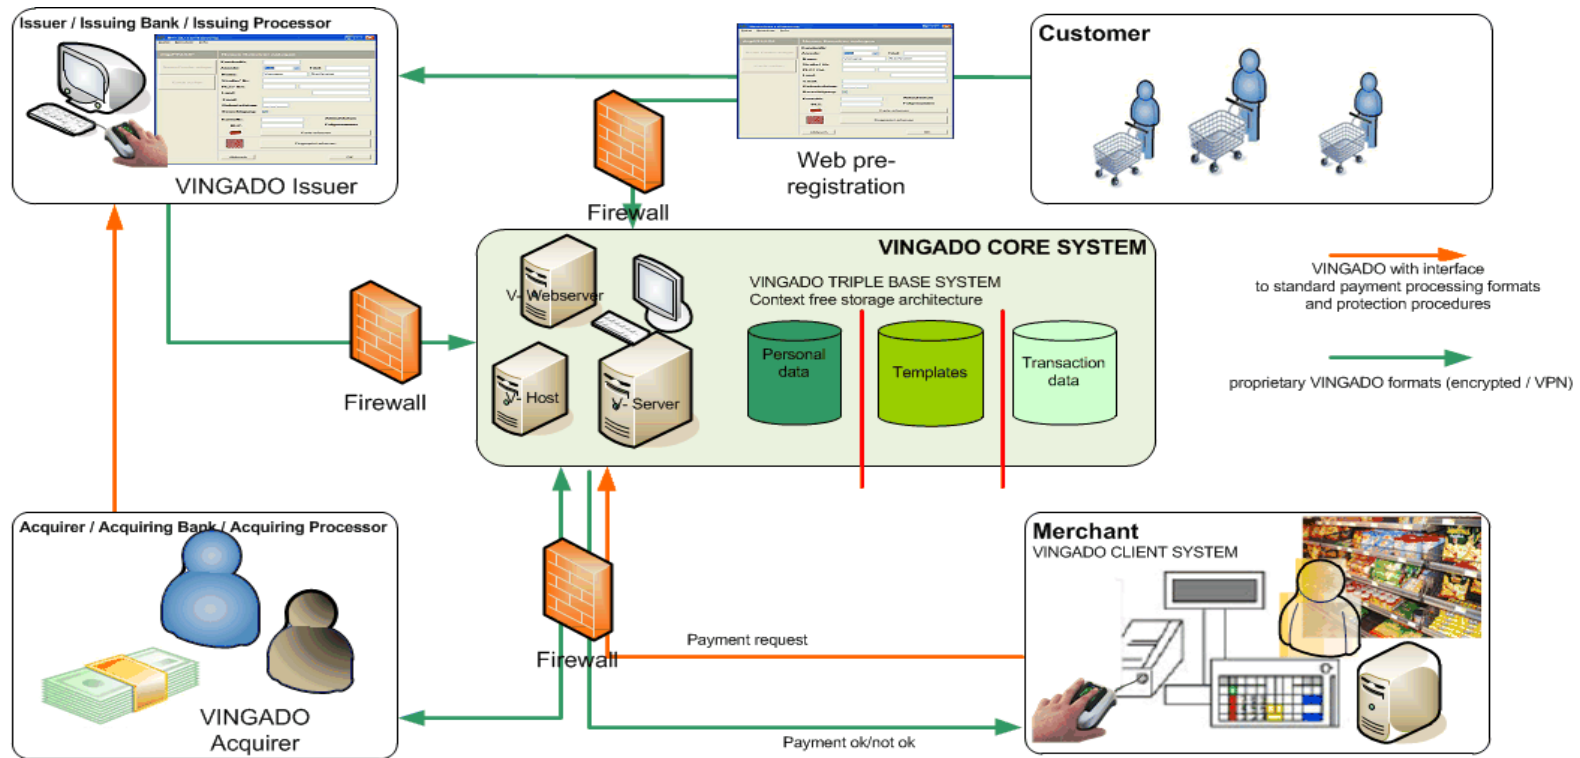 Issuer / Issuing Bank / Issuing Processor
VINGADO Issuer
Web pre-
registration
Customer
Firewall
VINGADO CORE SYSTEM
VINGADO TRIPLE BASE SYSTEM
Context free storage architecture
V- Webserver
V- Host
V- Server
Personal
data
Templates
Transaction
data
VINGADO with interface
to standard payment processing formats
and protection procedures
proprietary VINGADO formats (encrypted / VPN)
Firewall
Acquirer / Acquiring Bank / Acquiring Processor
VINGADO
Acquirer
Firewall
Payment request
Payment ok/not ok
Merchant
VINGADO CLIENT SYSTEM